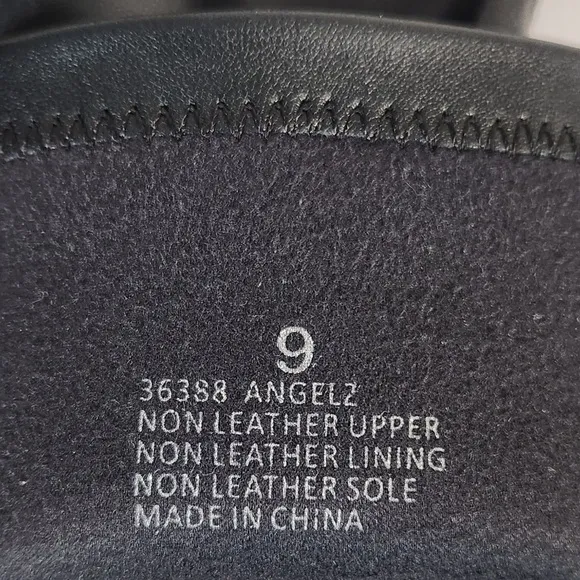 9
36388 ANGELZ
NON LEATHER UPPER
NON LEATHER LINING
NON LEATHER SOLE
MADE IN CHINA